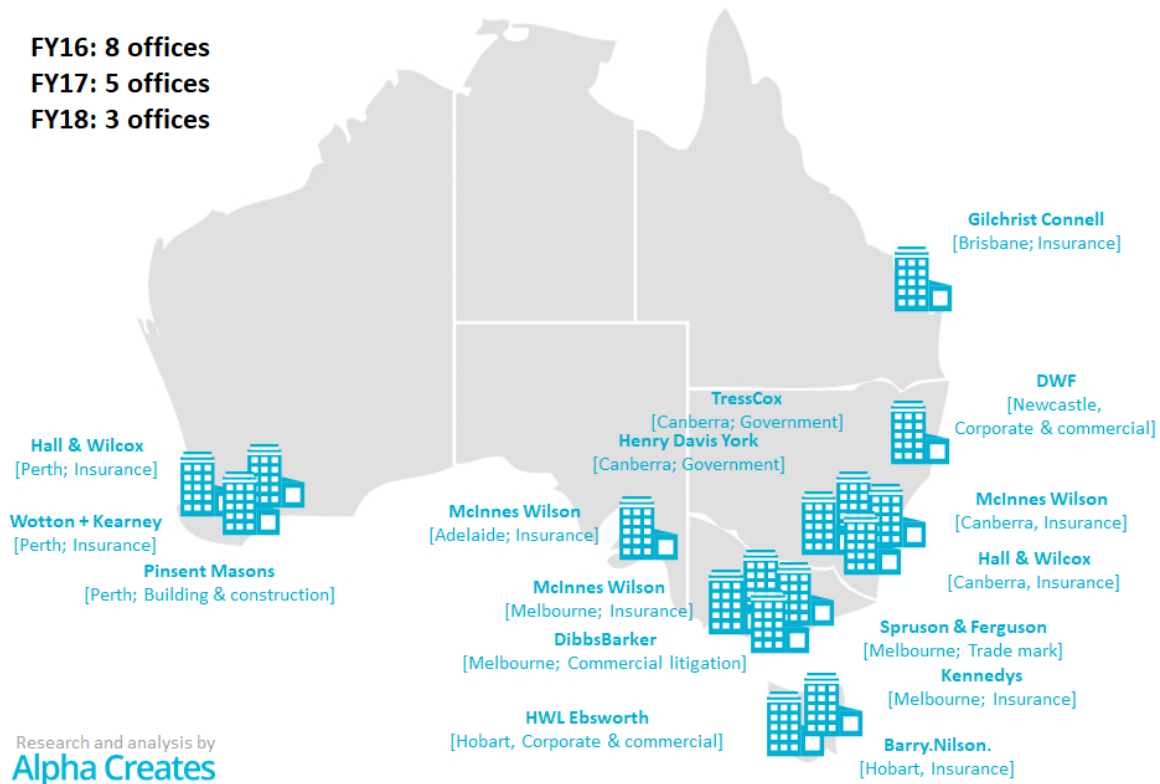 FY16: 8 offices
FY17: 5 offices
FY18: 3 offices
Gilchrist Connell
[Brisbane; Insurance]
DWF
[Newcastle,
Corporate & commercial]
TressCox
[Canberra; Government]
Henry Davis York
[Canberra; Government]
Hall & Wilcox
[Perth; Insurance]
Wotton + Kearney
[Perth; Insurance]
Pinsent Masons
[Perth; Building & construction]
McInnes Wilson
[Adelaide; Insurance]
McInnes Wilson
[Canberra, Insurance]
Hall & Wilcox
[Canberra, Insurance]
McInnes Wilson
[Melbourne; Insurance]
DibbsBarker
[Melbourne; Commercial litigation]
Spruson & Ferguson
[Melbourne; Trade mark]
Kennedys
[Melbourne; Insurance]
HWL Ebsworth
[Hobart, Corporate & commercial]
Barry.Nilson.
[Hobart, Insurance]
Research and analysis by
Alpha Creates